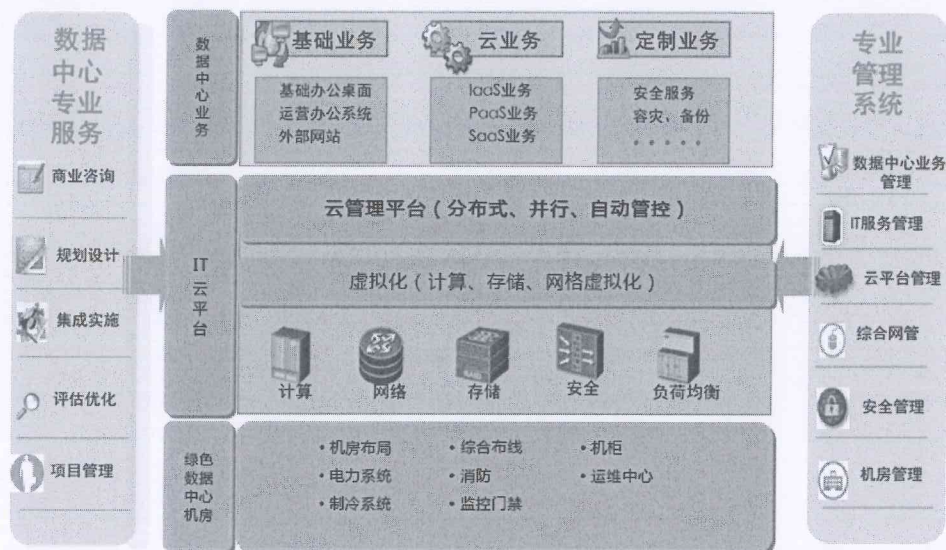 数据
中心
专业
服务
商业咨询
规划设计
集成实施
评估优化
项目管理
数据中心业务
基础业务
基础办公桌面
运营办公系统
外部网站
云业务
IaaS业务
PaaS业务
SaaS业务
定制业务
安全服务
容灾、备份
· · · · ·
IT云平台
云管理平台（分布式、并行、自动管控）
虚拟化（计算、存储、网格虚拟化）
计算
网络
存储
安全
负荷均衡
绿色
数据
中心
机房
• 机房布局
• 电力系统
• 制冷系统
• 综合布线
• 消防
• 监控门禁
• 机柜
• 运维中心
专业
管理
系统
数据中心业务
管理
IT服务管理
云平台管理
综合网管
安全管理
机房管理